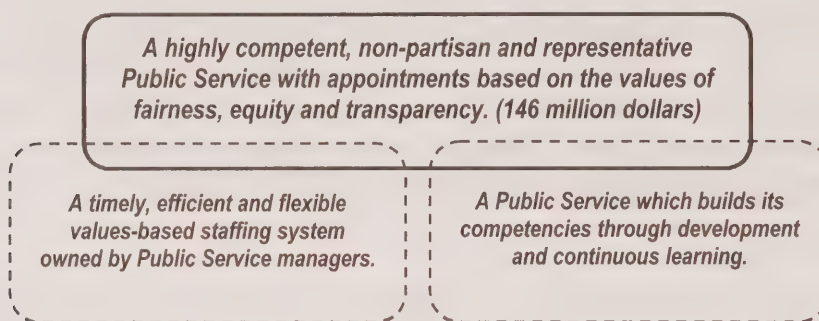 A highly competent, non-partisan and representative
Public Service with appointments based on the values of
fairness, equity and transparency. (146 million dollars)
A timely, efficient and flexible
values-based staffing system
owned by Public Service managers.
A Public Service which builds its
competencies through development
and continuous learning.